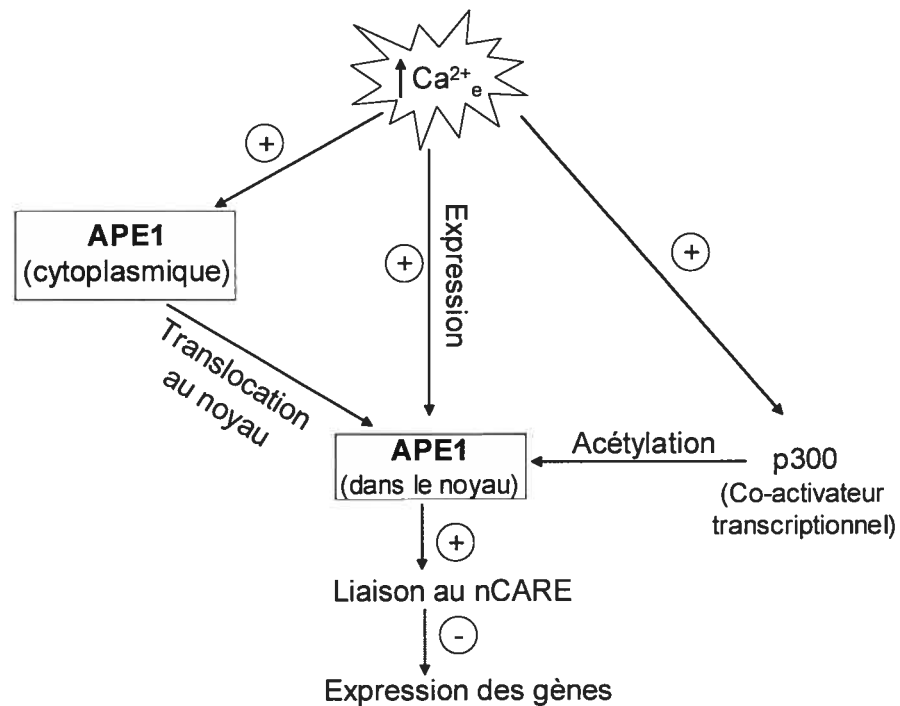 ↑ Ca²⁺e
+
+
+
APE1
(cytoplasmique)
Expression
Translocation
au noyau
APE1
(dans le noyau)
Acétylation
p300
(Co-activateur
transcriptionnel)
+
Liaison au nCARE
-
Expression des gènes